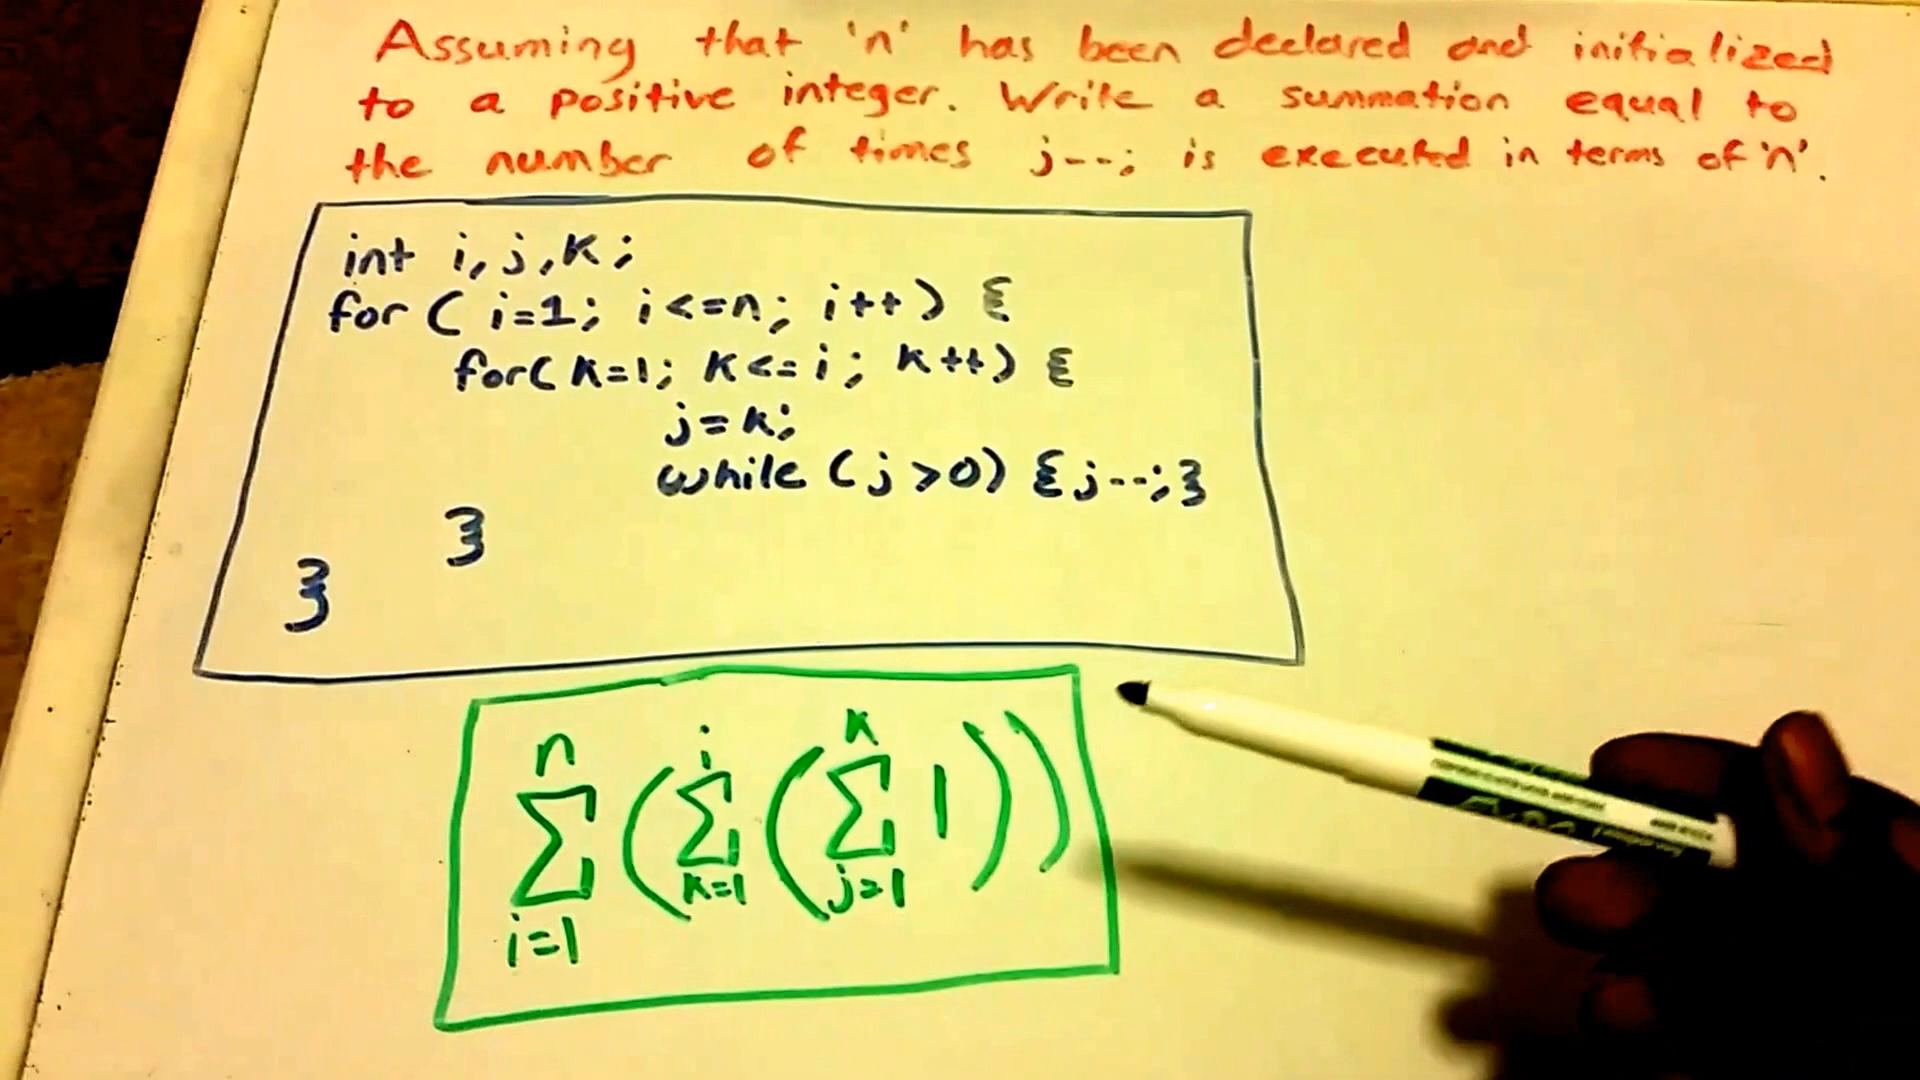 Assuming that 'n' has been declared and initialized
to a positive integer. Write a summation equal to
the number of times j--; is executed in terms of 'n'.
int i,j,k;
for ( i=1; i<=n; i++) {
for( k=1; k<=i; k++) {
j=k;
while (j>0) {j--;}
}
}
n i k
∑ ( ∑ ( ∑ 1 ) )
i=1 k=1 j=1